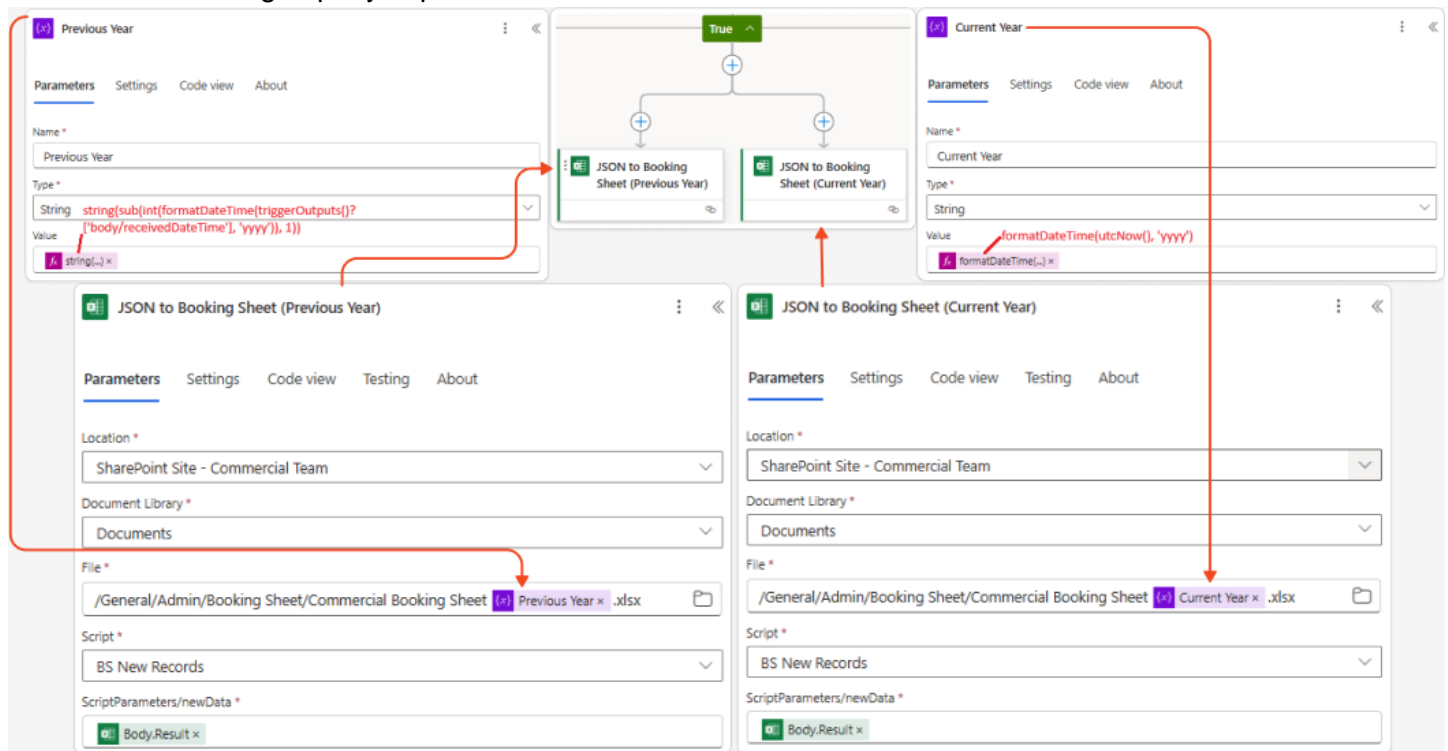 Previous Year
Parameters Settings Code view About
Name *
Previous Year
Type *
String string(sub(int(formatDateTime(triggerOutputs()?
['body/receivedDateTime'], 'yyyy')), 1))
Value
fx string(...) ×
True
JSON to Booking
Sheet (Previous Year)
JSON to Booking
Sheet (Current Year)
Current Year
Parameters Settings Code view About
Name *
Current Year
Type *
String
Value formatDateTime(utcNow(), 'yyyy')
fx formatDateTime(...) ×
JSON to Booking Sheet (Previous Year)
Parameters Settings Code view Testing About
Location *
SharePoint Site - Commercial Team
Document Library *
Documents
File *
/General/Admin/Booking Sheet/Commercial Booking Sheet {x} Previous Year × .xlsx
Script *
BS New Records
ScriptParameters/newData *
Body.Result ×
JSON to Booking Sheet (Current Year)
Parameters Settings Code view Testing About
Location *
SharePoint Site - Commercial Team
Document Library *
Documents
File *
/General/Admin/Booking Sheet/Commercial Booking Sheet {x} Current Year × .xlsx
Script *
BS New Records
ScriptParameters/newData *
Body.Result ×